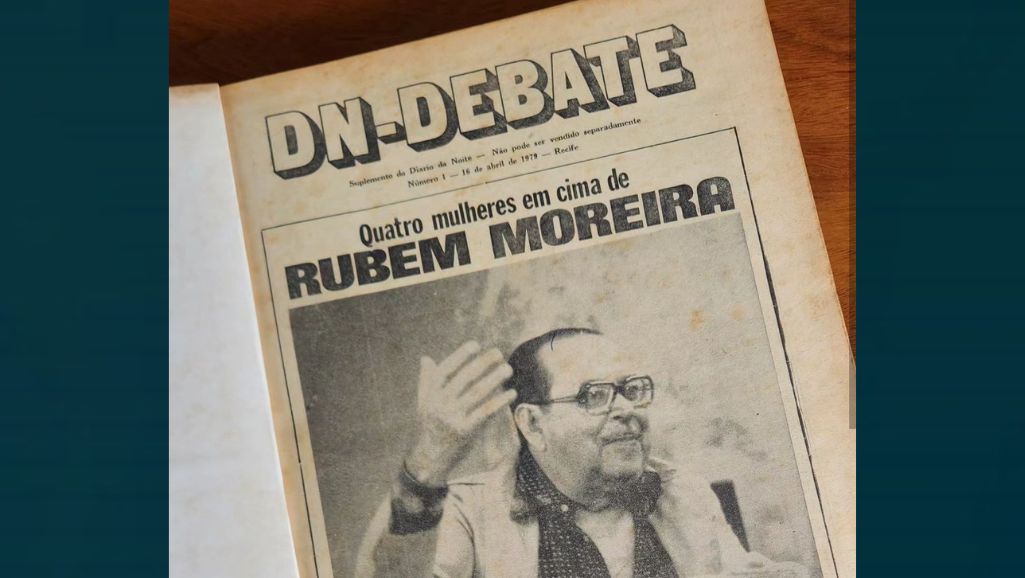 DN-DEBATE
Suplemento do Diario da Noite — Não pode ser vendido separadamente
Número 1 — 16 de abril de 1979 — Recife
Quatro mulheres em cima de
RUBEM MOREIRA